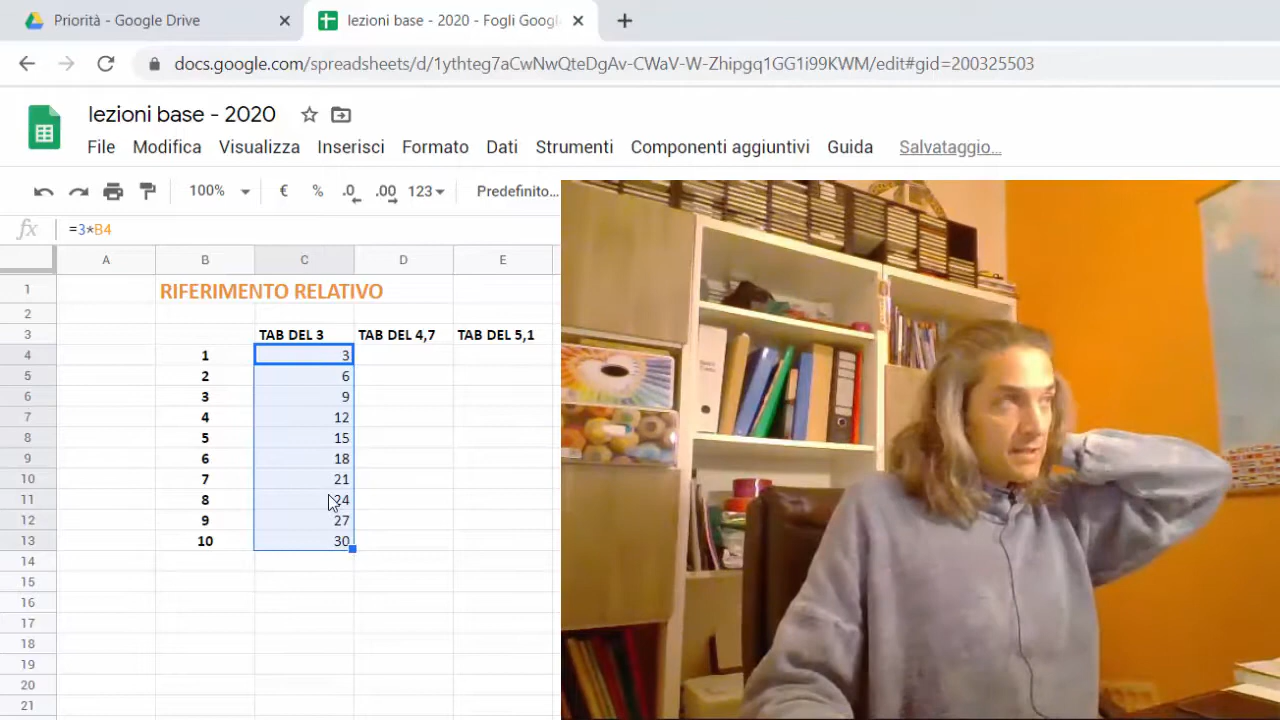 Priorità - Google Drive
lezioni base - 2020 - Fogli Googl
docs.google.com/spreadsheets/d/1ythteg7aCwNwQteDgAv-CWaV-W-Zhipgq1GG1i99KWM/edit#gid=200325503
lezioni base - 2020
File Modifica Visualizza Inserisci Formato Dati Strumenti Componenti aggiuntivi Guida Salvataggio...
100% € % .0 .00 123 Predefinito...
fx =3*B4
A B C D E
1 RIFERIMENTO RELATIVO
2
3 TAB DEL 3 TAB DEL 4,7 TAB DEL 5,1
4 1 3
5 2 6
6 3 9
7 4 12
8 5 15
9 6 18
10 7 21
11 8 24
12 9 27
13 10 30
14
15
16
17
18
19
20
21